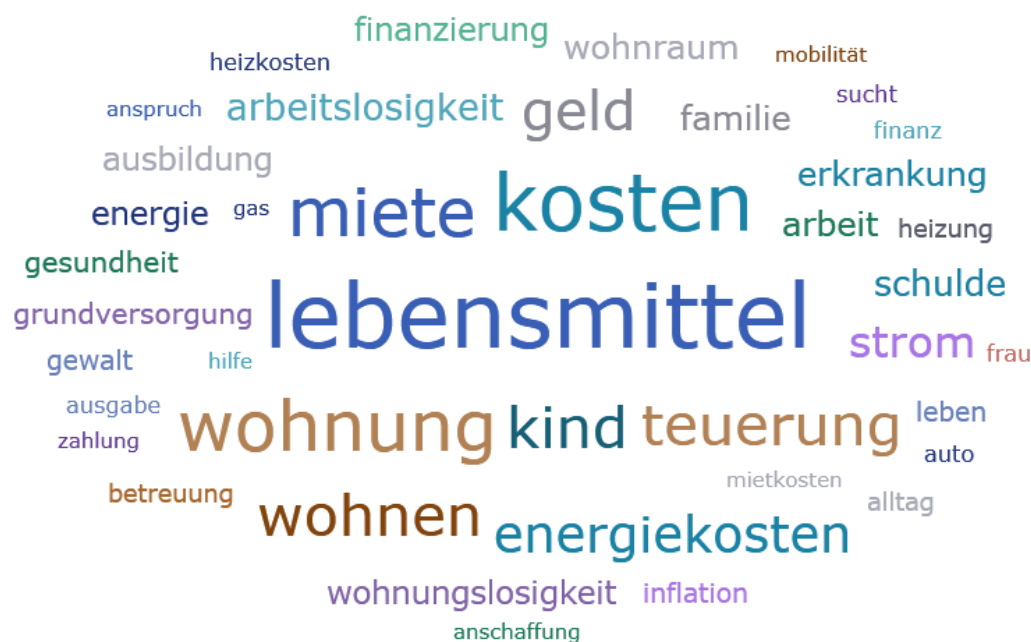 finanzierung
wohnraum
mobilität
heizkosten
sucht
anspruch
arbeitslosigkeit
geld
familie
finanz
ausbildung
erkrankung
energie
gas
miete
kosten
arbeit
heizung
gesundheit
schulde
grundversorgung
lebensmittel
strom
frau
gewalt
hilfe
ausgabe
wohnung
kind
teuerung
leben
zahlung
auto
betreuung
mietkosten
alltag
wohnen
energiekosten
wohnungslosigkeit
inflation
anschaffung